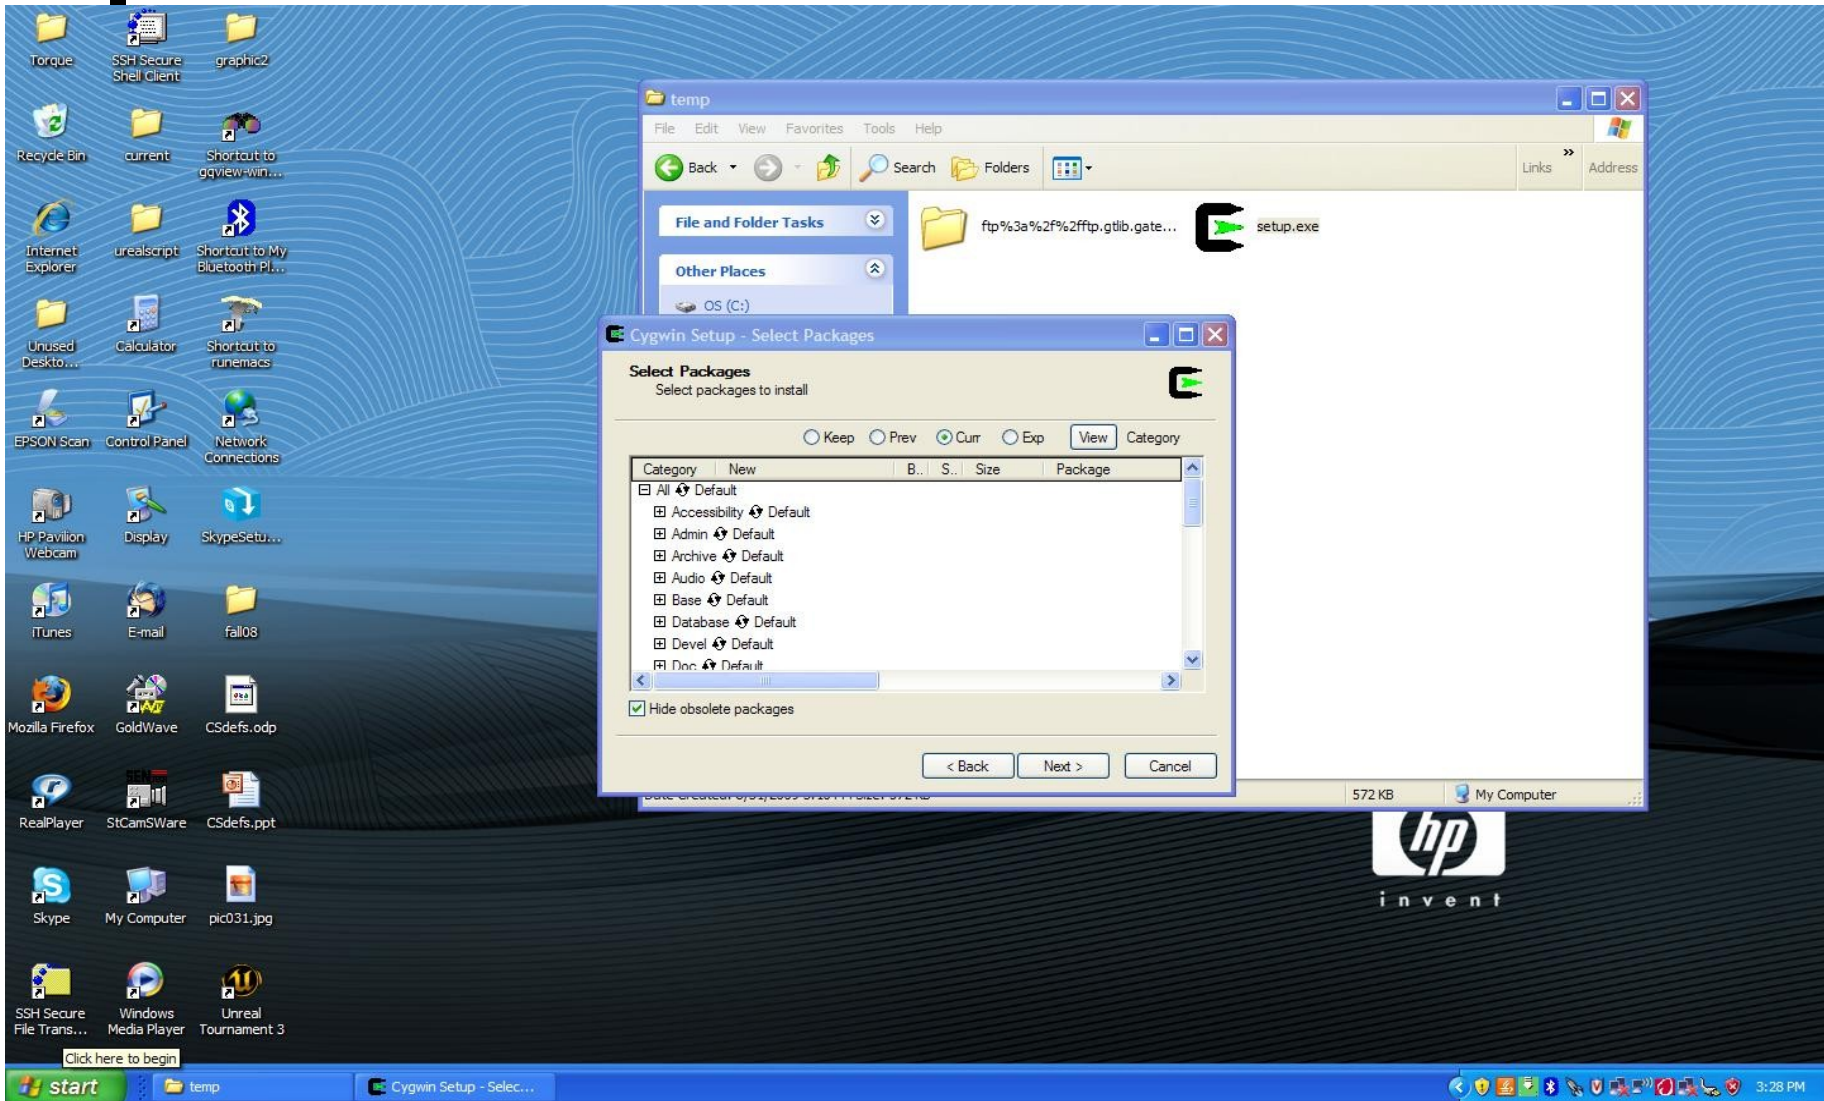 Torque
SSH Secure
Shell Client
graphic2
Recycle Bin
current
Shortcut to
gqview-win...
Internet
Explorer
urealscript
Shortcut to My
Bluetooth Pl...
Unused
Deskto...
Calculator
Shortcut to
runemacs
EPSON Scan
Control Panel
Network
Connections
HP Pavilion
Webcam
Display
SkypeSetu...
iTunes
E-mail
fall08
Mozilla Firefox
GoldWave
CSdefs.odp
RealPlayer
StCamSWare
CSdefs.ppt
Skype
My Computer
pic031.jpg
SSH Secure
File Trans...
Windows
Media Player
Unreal
Tournament 3
temp
File Edit View Favorites Tools Help
Back Search Folders Links » Address
File and Folder Tasks
ftp%3a%2f%2fftp.gtlib.gate...
setup.exe
Other Places
OS (C:)
Cygwin Setup - Select Packages
Select Packages
Select packages to install
Keep Prev Curr Exp View Category
Category New B.. S.. Size Package
All Default
Accessibility Default
Admin Default
Archive Default
Audio Default
Base Default
Database Default
Devel Default
Doc Default
Hide obsolete packages
< Back Next > Cancel
572 KB My Computer
hp
invent
Click here to begin
start temp Cygwin Setup - Selec... 3:28 PM